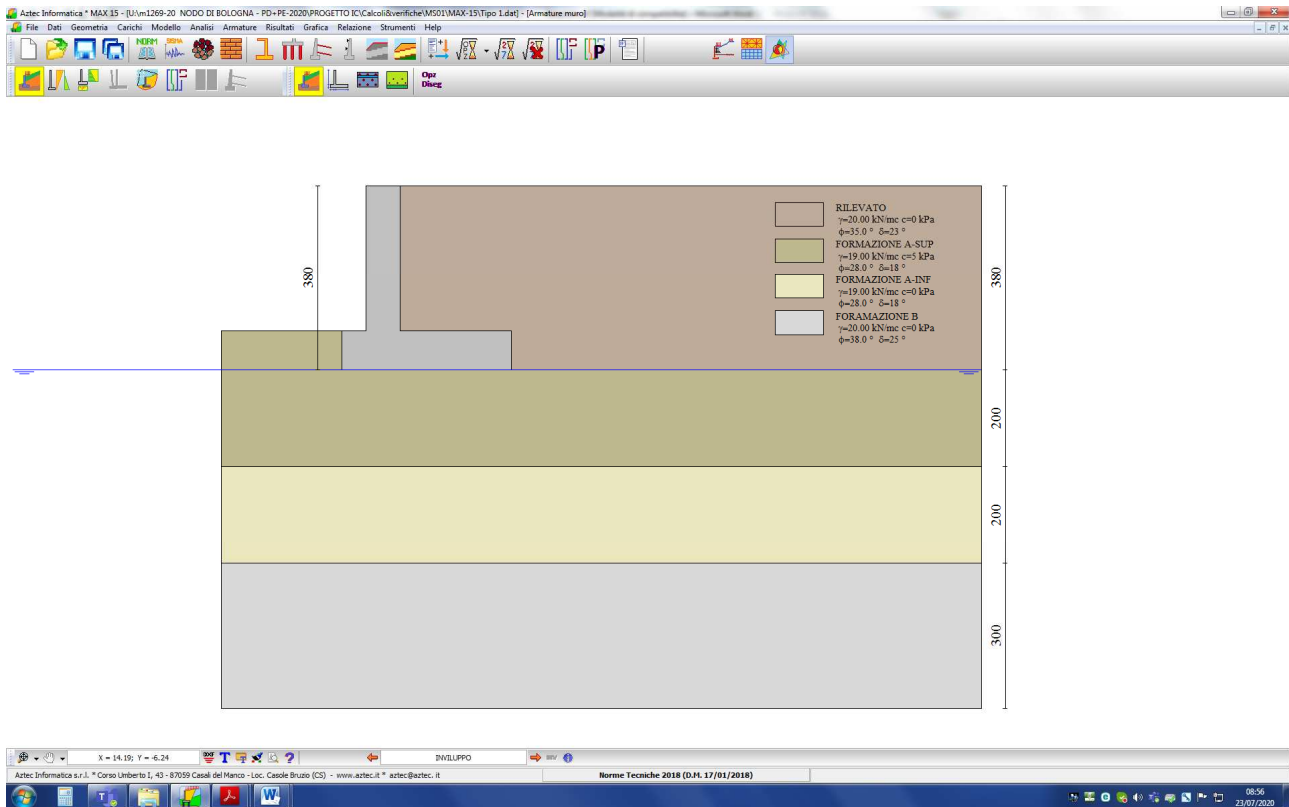 Aztec Informatica * MAX 15 - [U:\m1269-20 NODO DI BOLOGNA - PD+PE-2020\PROGETTO IC\Calcoli&verifiche\MS01\MAX-15\Tipo 1.dat] - [Armature muro]
File Dati Geometria Carichi Modello Analisi Armature Risultati Grafica Relazione Strumenti Help
NORM
P
Opz
Diseg
380
RILEVATO
γ=20.00 kN/mc c=0 kPa
ϕ=35.0 ° δ=23 °
FORMAZIONE A-SUP
γ=19.00 kN/mc c=5 kPa
ϕ=28.0 ° δ=18 °
FORMAZIONE A-INF
γ=19.00 kN/mc c=0 kPa
ϕ=28.0 ° δ=18 °
FORAMAZIONE B
γ=20.00 kN/mc c=0 kPa
ϕ=38.0 ° δ=25 °
380
200
200
300
X = 14.19; Y = -6.24
DXF
T
?
INVILUPPO
INV
Aztec Informatica s.r.l. * Corso Umberto I, 43 - 87059 Casali del Manco - Loc. Casole Bruzio (CS) - www.aztec.it * aztec@aztec. it
Norme Tecniche 2018 (D.M. 17/01/2018)
W
08:56
23/07/2020